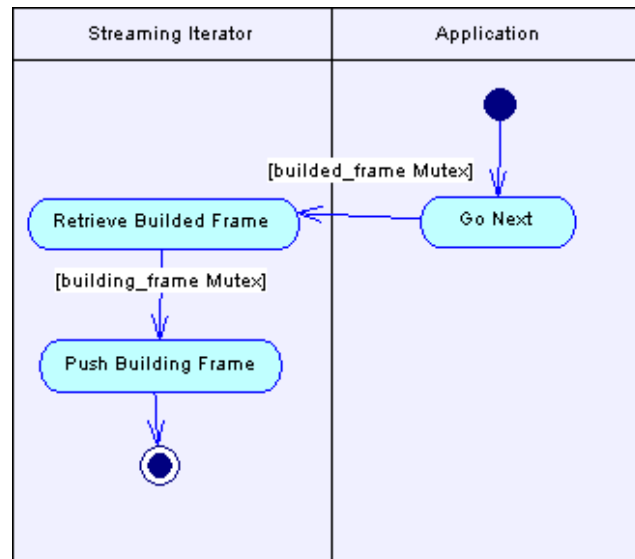 Streaming Iterator
Application
[builded_frame Mutex]
Retrieve Builded Frame
Go Next
[building_frame Mutex]
Push Building Frame